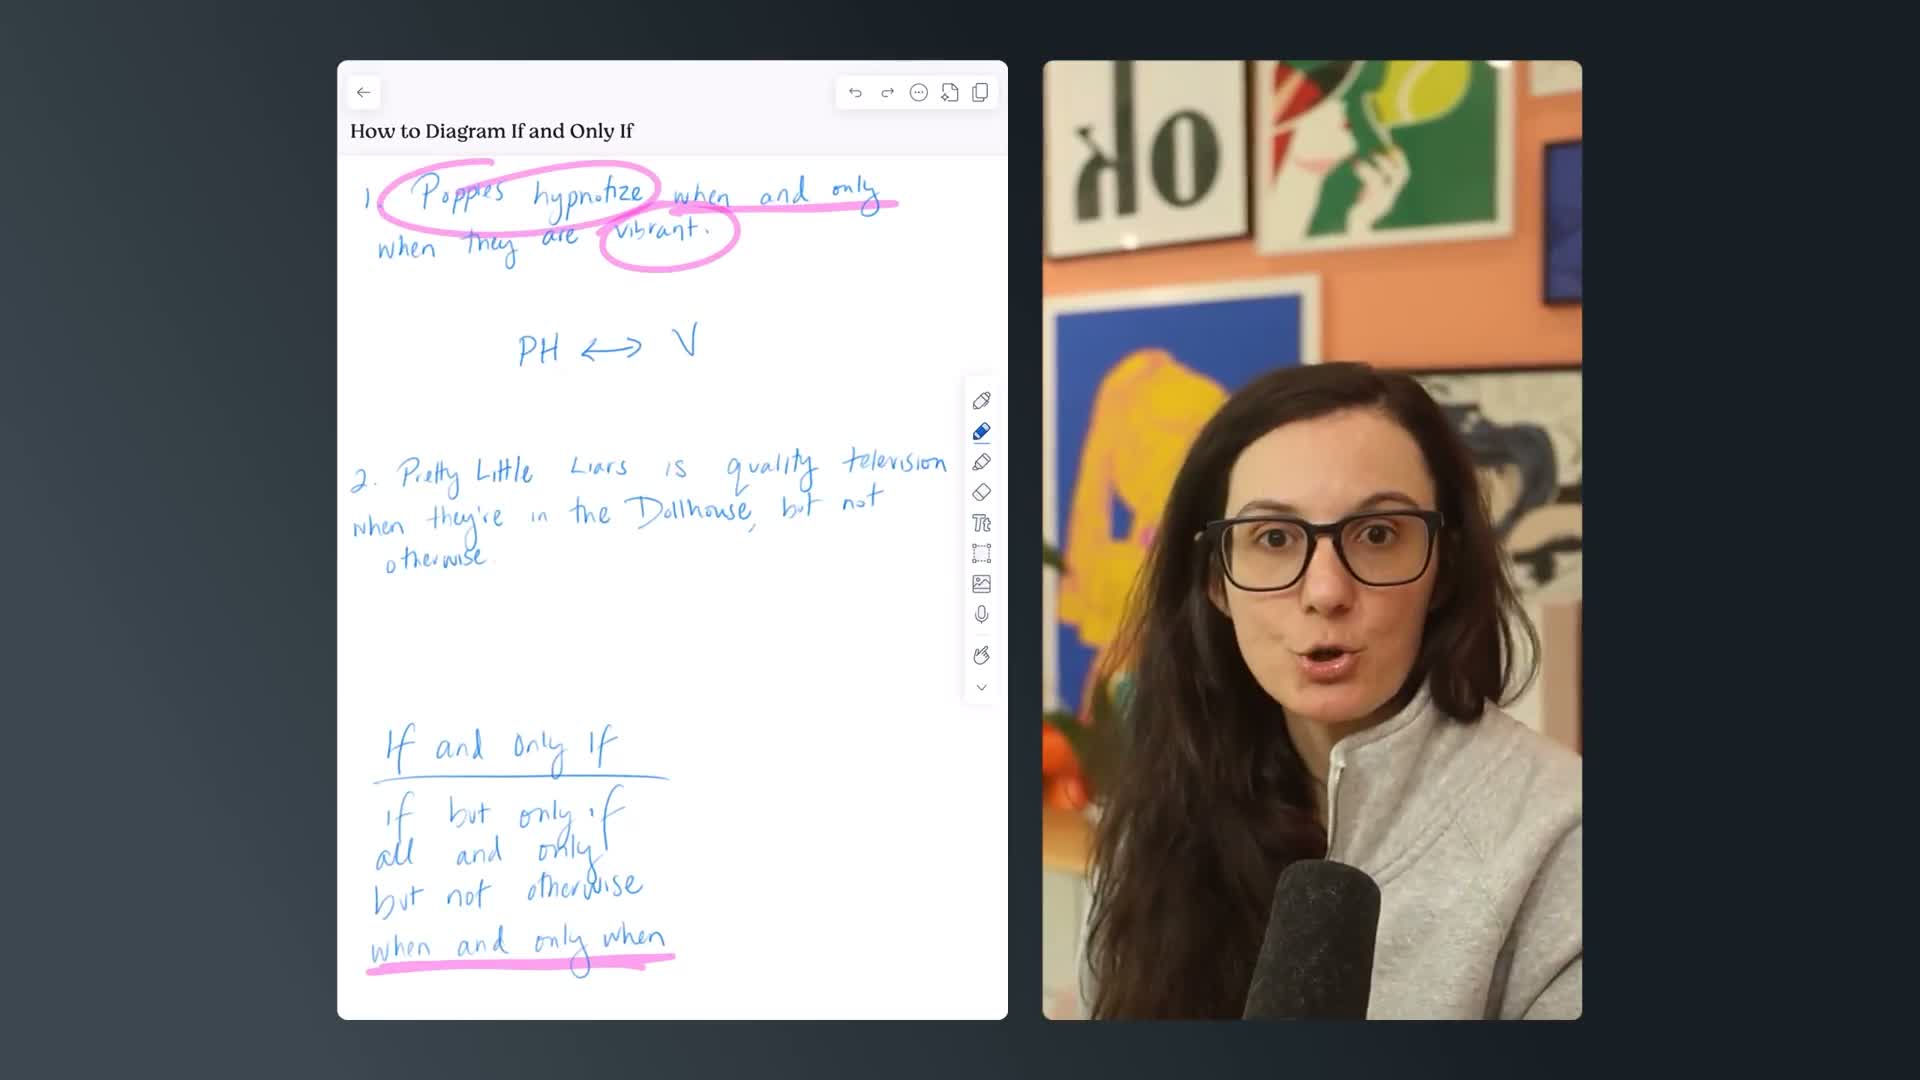 How to Diagram If and Only If
1. Poppies hypnotize when and only
when they are vibrant.
PH ↔ V
2. Pretty Little Liars is quality television
when they're in the Dollhouse, but not
otherwise.
If and only If
if but only if
all and only
but not otherwise
when and only when
Tt
ok